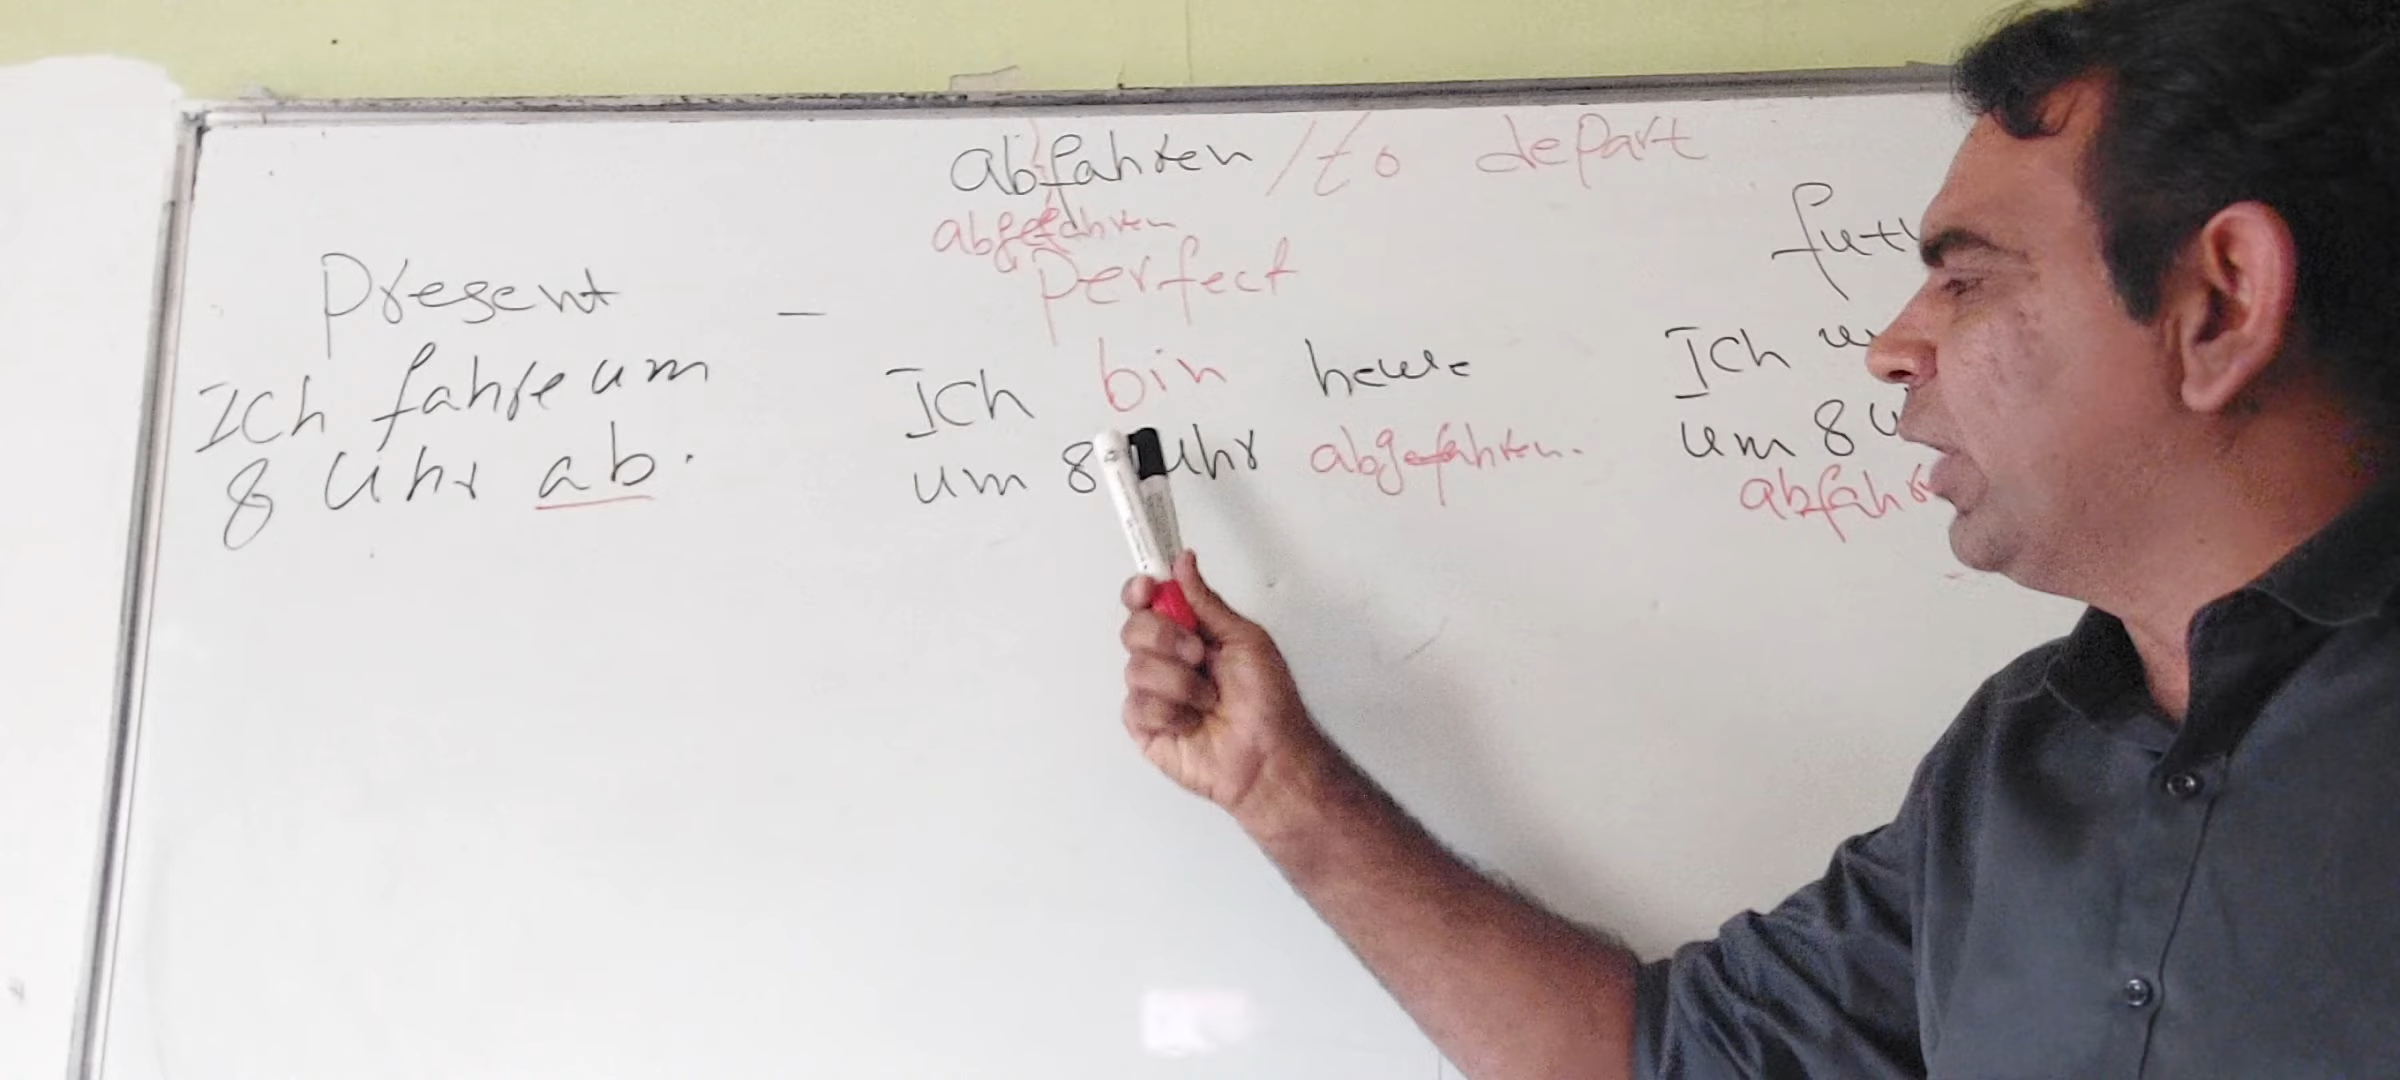 abfahren / to depart
abgefahren
Present - Perfect
Ich fahre um
8 Uhr ab.
Ich bin heute
um 8 Uhr abgefahren.
Ich
um 8